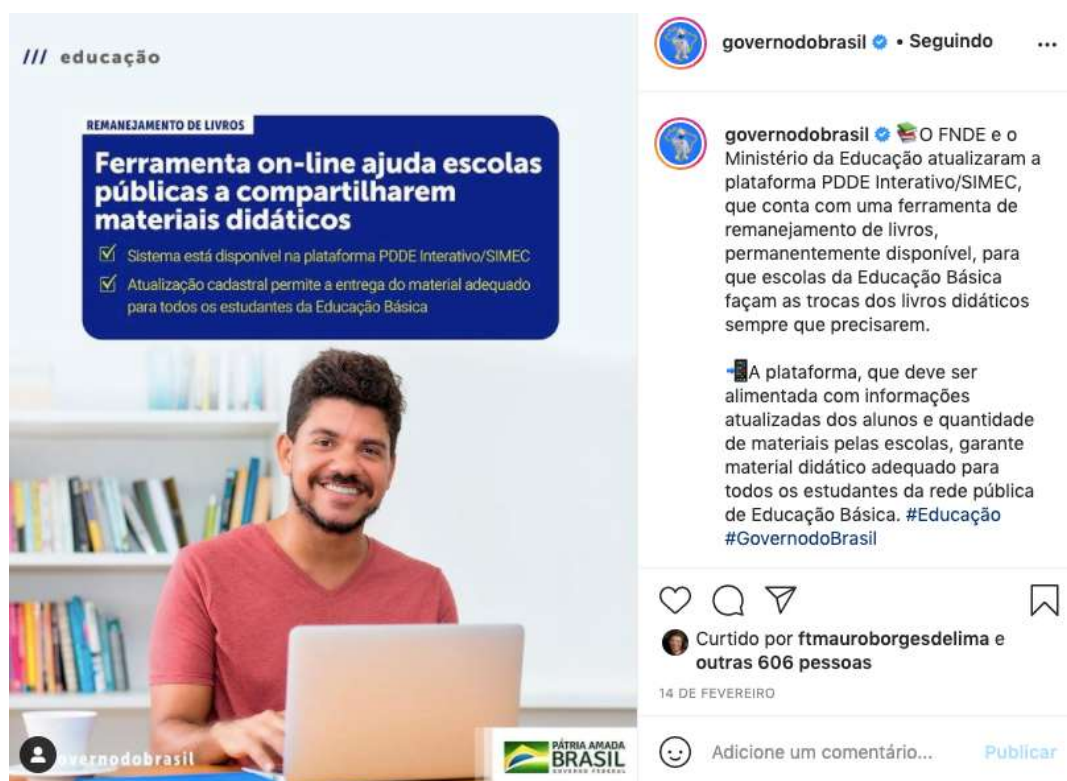 /// educação
REMANEJAMENTO DE LIVROS
Ferramenta on-line ajuda escolas
públicas a compartilharem
materiais didáticos
Sistema está disponível na plataforma PDDE Interativo/SIMEC
Atualização cadastral permite a entrega do material adequado
para todos os estudantes da Educação Básica
overnodobrasil
PÁTRIA AMADA
BRASIL
GOVERNO FEDERAL
governodobrasil • Seguindo
governodobrasil O FNDE e o
Ministério da Educação atualizaram a
plataforma PDDE Interativo/SIMEC,
que conta com uma ferramenta de
remanejamento de livros,
permanentemente disponível, para
que escolas da Educação Básica
façam as trocas dos livros didáticos
sempre que precisarem.
A plataforma, que deve ser
alimentada com informações
atualizadas dos alunos e quantidade
de materiais pelas escolas, garante
material didático adequado para
todos os estudantes da rede pública
de Educação Básica. #Educação
#GovernodoBrasil
Curtido por ftmauroborgesdelima e
outras 606 pessoas
14 DE FEVEREIRO
Adicione um comentário... Publicar